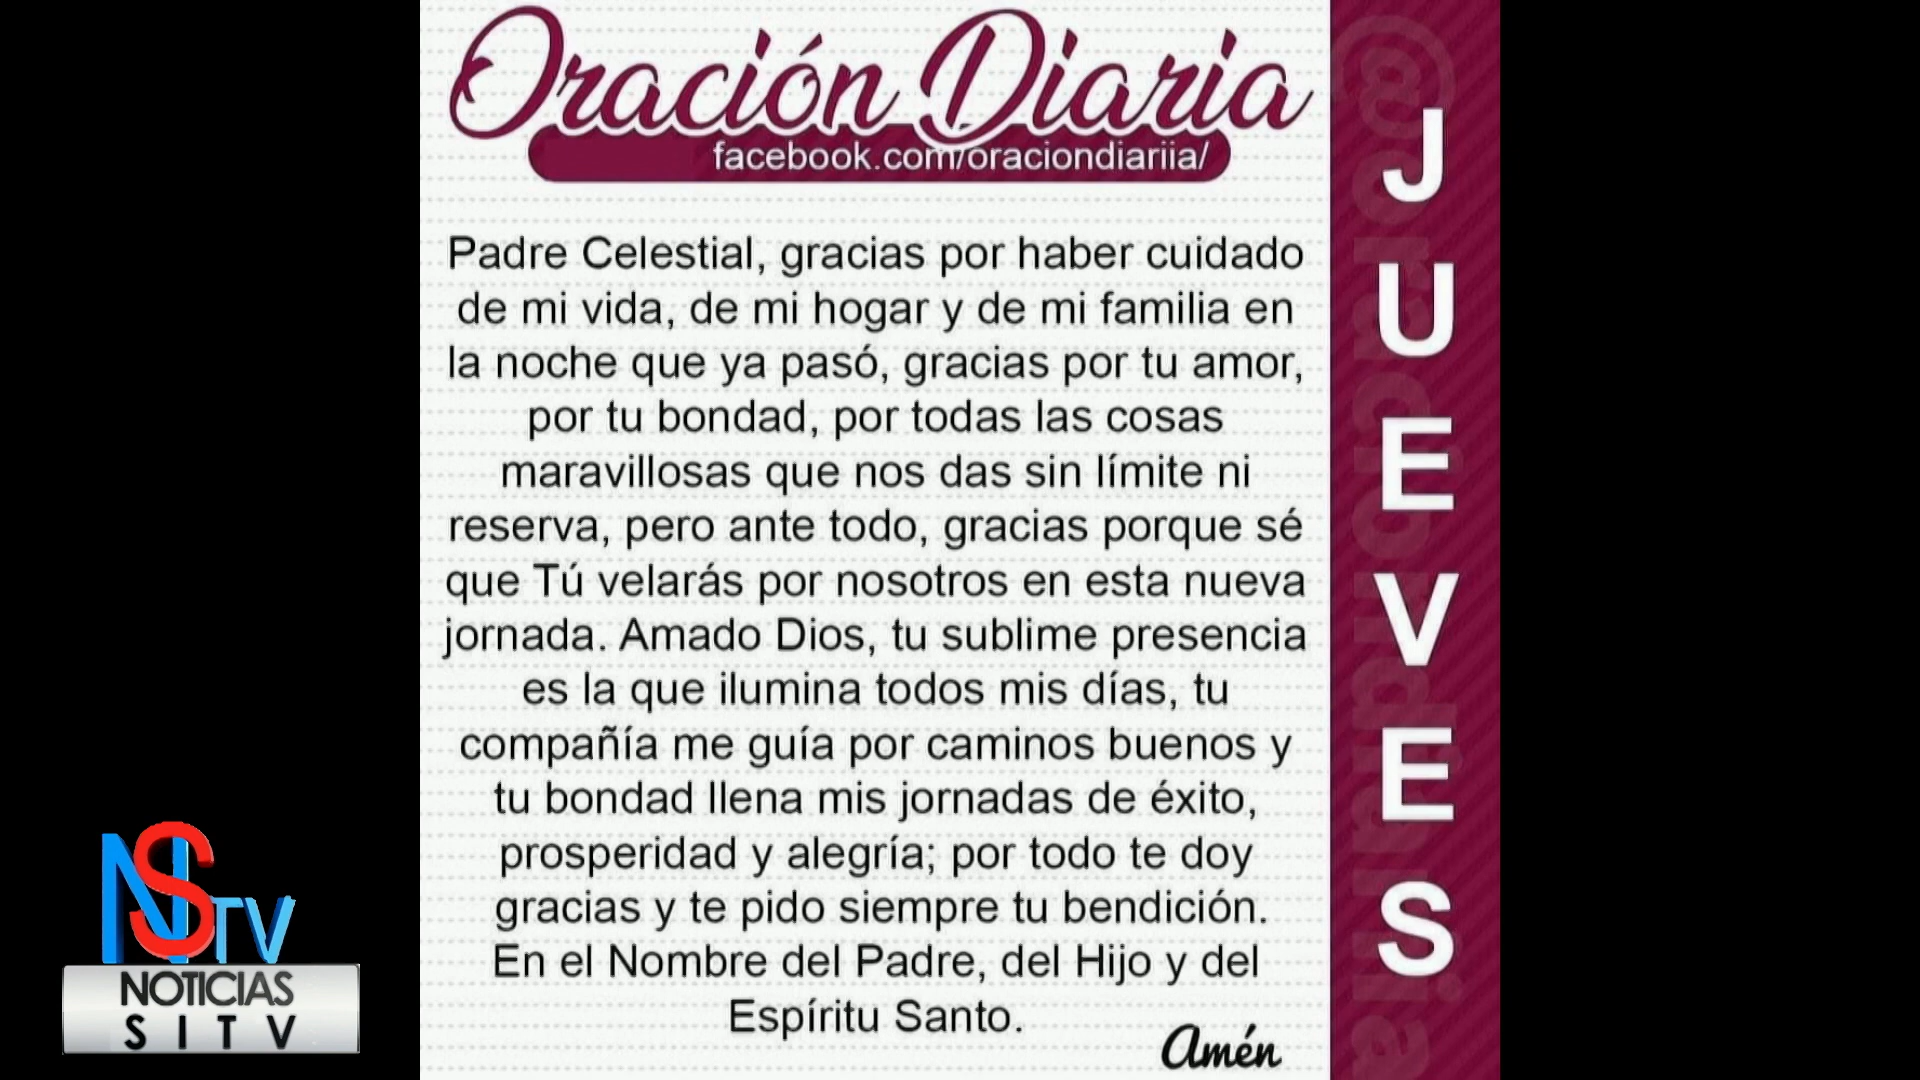 Oración Diaria
facebook.com/oraciondiariia/
Padre Celestial, gracias por haber cuidado
de mi vida, de mi hogar y de mi familia en
la noche que ya pasó, gracias por tu amor,
por tu bondad, por todas las cosas
maravillosas que nos das sin límite ni
reserva, pero ante todo, gracias porque sé
que Tú velarás por nosotros en esta nueva
jornada. Amado Dios, tu sublime presencia
es la que ilumina todos mis días, tu
compañía me guía por caminos buenos y
tu bondad llena mis jornadas de éxito,
prosperidad y alegría; por todo te doy
gracias y te pido siempre tu bendición.
En el Nombre del Padre, del Hijo y del
Espíritu Santo.
Amén
JUEVES
@oraciondiariia
NSTV
NOTICIAS
SITV